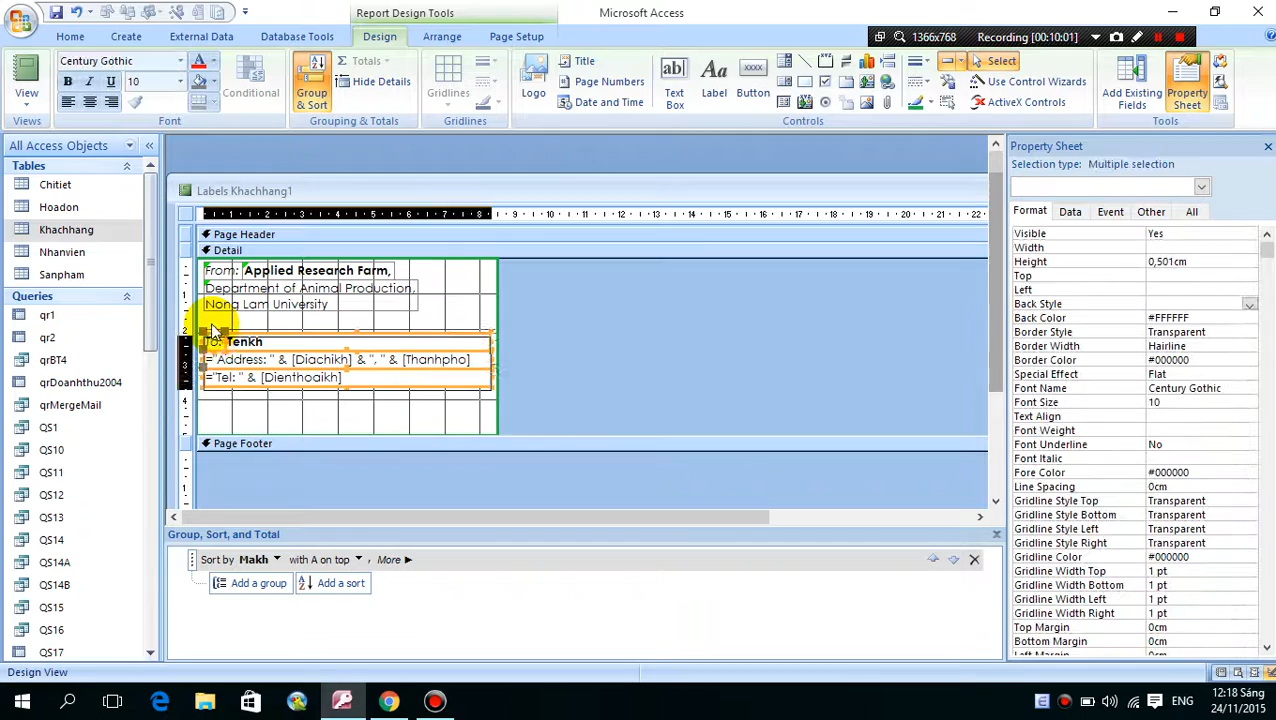 Report Design Tools
Microsoft Access
1366x768
Recording [00:10:01]
Home
Create
External Data
Database Tools
Design
Arrange
Page Setup
Century Gothic
Totals
Title
Select
B I U
10
Hide Details
Page Numbers
Use Control Wizards
Date and Time
ActiveX Controls
View
Conditional
Group & Sort
Gridlines
Logo
Text Box
Label
Button
Add Existing Fields
Property Sheet
Views
Font
Grouping & Totals
Gridlines
Controls
Tools
All Access Objects
Tables
Chitiet
Hoadon
Khachhang
Nhanvien
Sanpham
Queries
qr1
qr2
qrBT4
qrDoanhthu2004
qrMergeMail
QS1
QS10
QS11
QS12
QS13
QS14
QS14A
QS14B
QS15
QS16
QS17
Labels Khachhang1
Page Header
Detail
From: Applied Research Farm,
Department of Animal Production,
Nong Lam University
To: Tenkh
="Address: " & [Diachikh] & ", " & [Thanhpho]
="Tel: " & [Dienthoaikh]
Page Footer
Group, Sort, and Total
Sort by Makh with A on top , More
Add a group
Add a sort
Property Sheet
Selection type: Multiple selection
Format Data Event Other All
Visible Yes
Width
Height 0,501cm
Top
Left
Back Style
Back Color #FFFFFF
Border Style Transparent
Border Width Hairline
Border Color #000000
Special Effect Flat
Font Name Century Gothic
Font Size 10
Text Align
Font Weight
Font Underline No
Font Italic
Fore Color #000000
Line Spacing 0cm
Gridline Style Top Transparent
Gridline Style Bottom Transparent
Gridline Style Left Transparent
Gridline Style Right Transparent
Gridline Color #000000
Gridline Width Top 1 pt
Gridline Width Bottom 1 pt
Gridline Width Left 1 pt
Gridline Width Right 1 pt
Top Margin 0cm
Bottom Margin 0cm
Left Margin 0cm
Design View
ENG
12:18 Sáng
24/11/2015